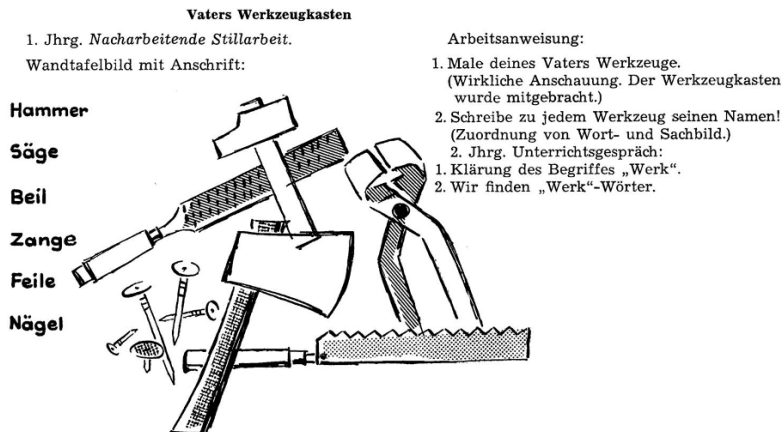 Vaters Werkzeugkasten
1. Jhrg. Nacharbeitende Stillarbeit.
Wandtafelbild mit Anschrift:
Hammer
Säge
Beil
Zange
Feile
Nägel
Arbeitsanweisung:
1. Male deines Vaters Werkzeuge.
(Wirkliche Anschauung. Der Werkzeugkasten
wurde mitgebracht.)
2. Schreibe zu jedem Werkzeug seinen Namen!
(Zuordnung von Wort- und Sachbild.)
2. Jhrg. Unterrichtsgespräch:
1. Klärung des Begriffes „Werk“.
2. Wir finden „Werk“-Wörter.